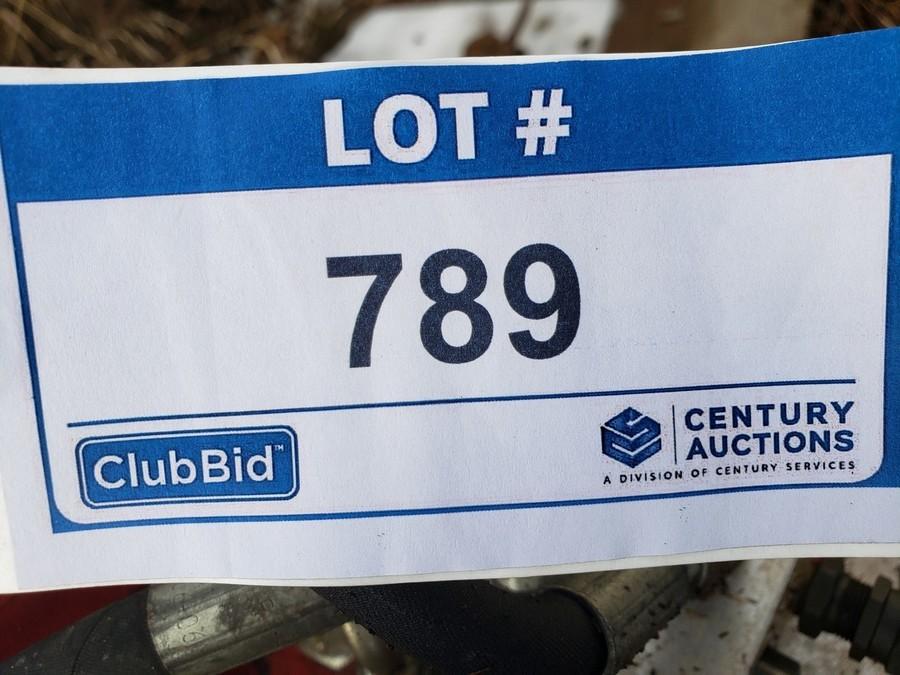 LOT #
789
ClubBid™
CENTURY
AUCTIONS
A DIVISION OF CENTURY SERVICES